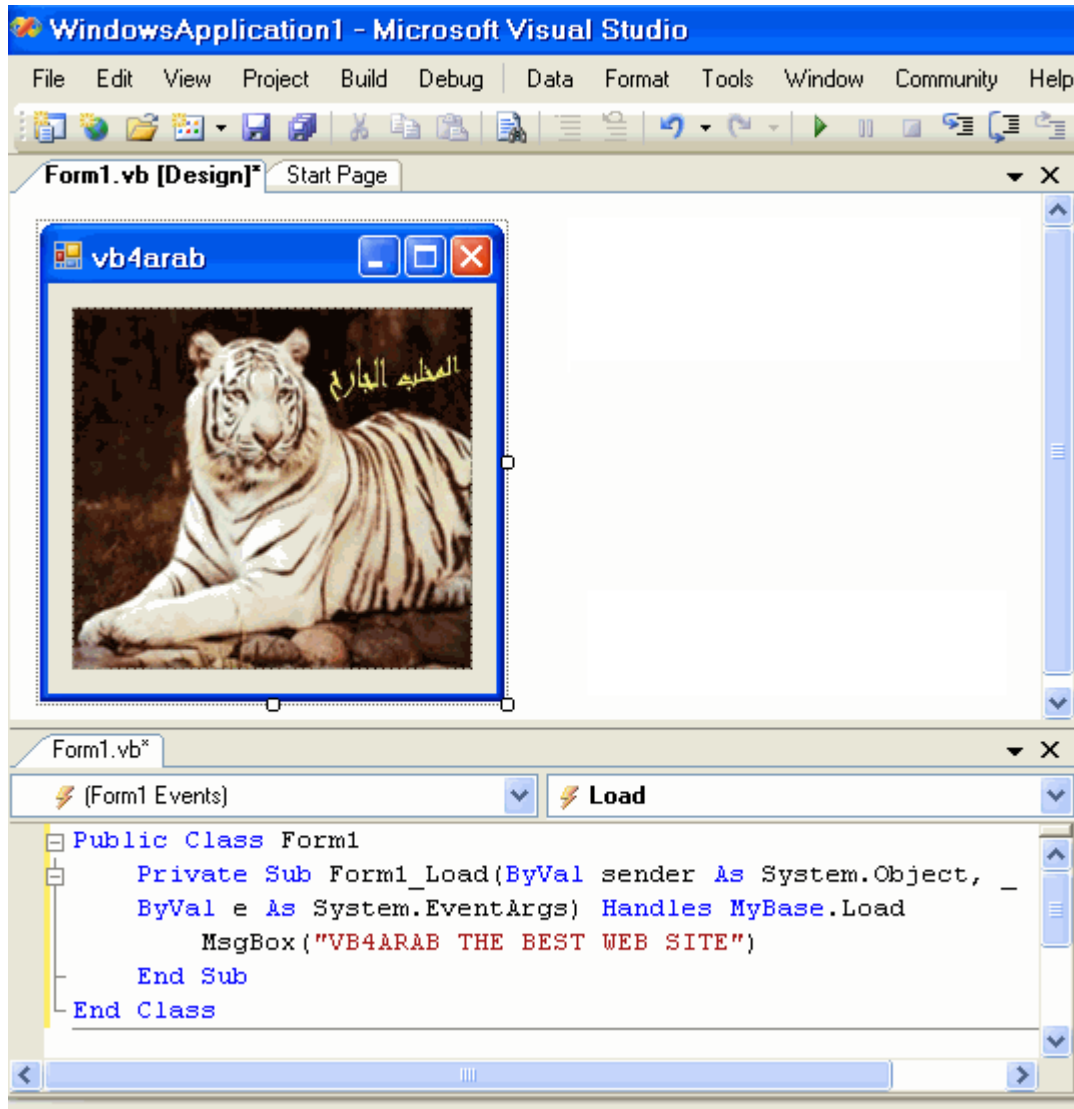 WindowsApplication1 - Microsoft Visual Studio
File Edit View Project Build Debug Data Format Tools Window Community Help
Form1.vb [Design]* Start Page
vb4arab
المخلب الجارح
Form1.vb*
(Form1 Events) Load
Public Class Form1
Private Sub Form1_Load(ByVal sender As System.Object, _
ByVal e As System.EventArgs) Handles MyBase.Load
MsgBox("VB4ARAB THE BEST WEB SITE")
End Sub
End Class